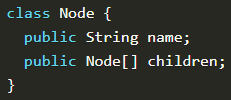 class Node {
  public String name;
  public Node[] children;
}